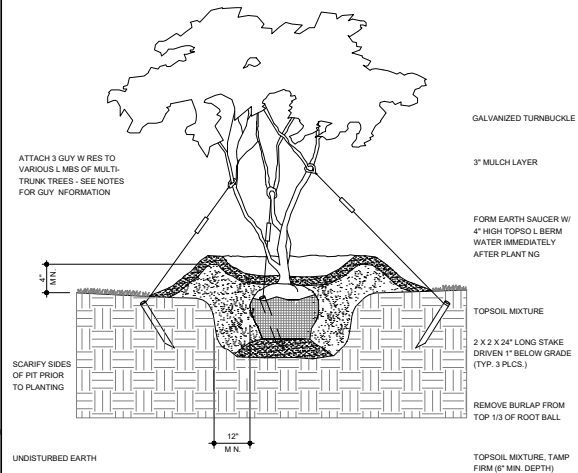 GALVANIZED TURNBUCKLE
3" MULCH LAYER
ATTACH 3 GUY W RES TO
VARIOUS L MBS OF MULTI-
TRUNK TREES - SEE NOTES
FOR GUY NFORMATION
FORM EARTH SAUCER W/
4" HIGH TOPSO L BERM
WATER IMMEDIATELY
AFTER PLANT NG
4"
M N.
TOPSOIL MIXTURE
2 X 2 X 24" LONG STAKE
DRIVEN 1" BELOW GRADE
(TYP. 3 PLCS.)
SCARIFY SIDES
OF PIT PRIOR
TO PLANTING
REMOVE BURLAP FROM
TOP 1/3 OF ROOT BALL
12"
M N.
UNDISTURBED EARTH
TOPSOIL MIXTURE, TAMP
FIRM (6" MIN. DEPTH)